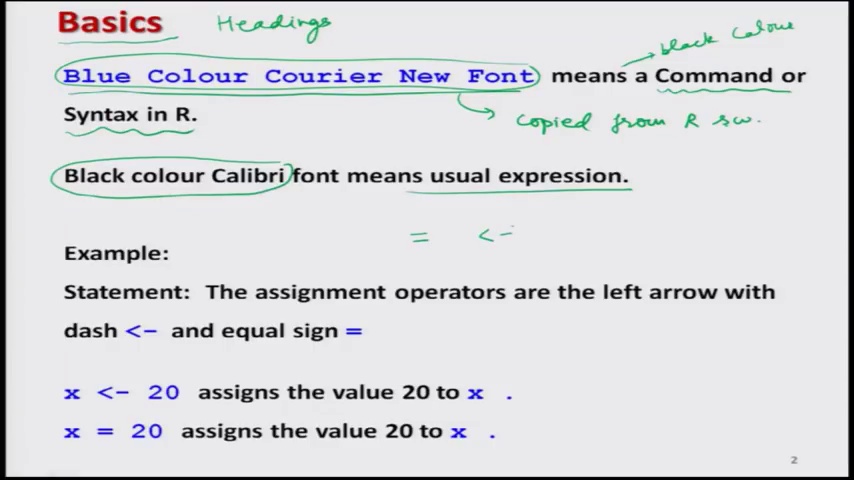 Basics Headings
black Colour
Blue Colour Courier New Font means a Command or
Syntax in R.
copied from R sw.
Black colour Calibri font means usual expression.
= <-
Example:
Statement: The assignment operators are the left arrow with
dash <- and equal sign =
x <- 20 assigns the value 20 to x .
x = 20 assigns the value 20 to x .
2